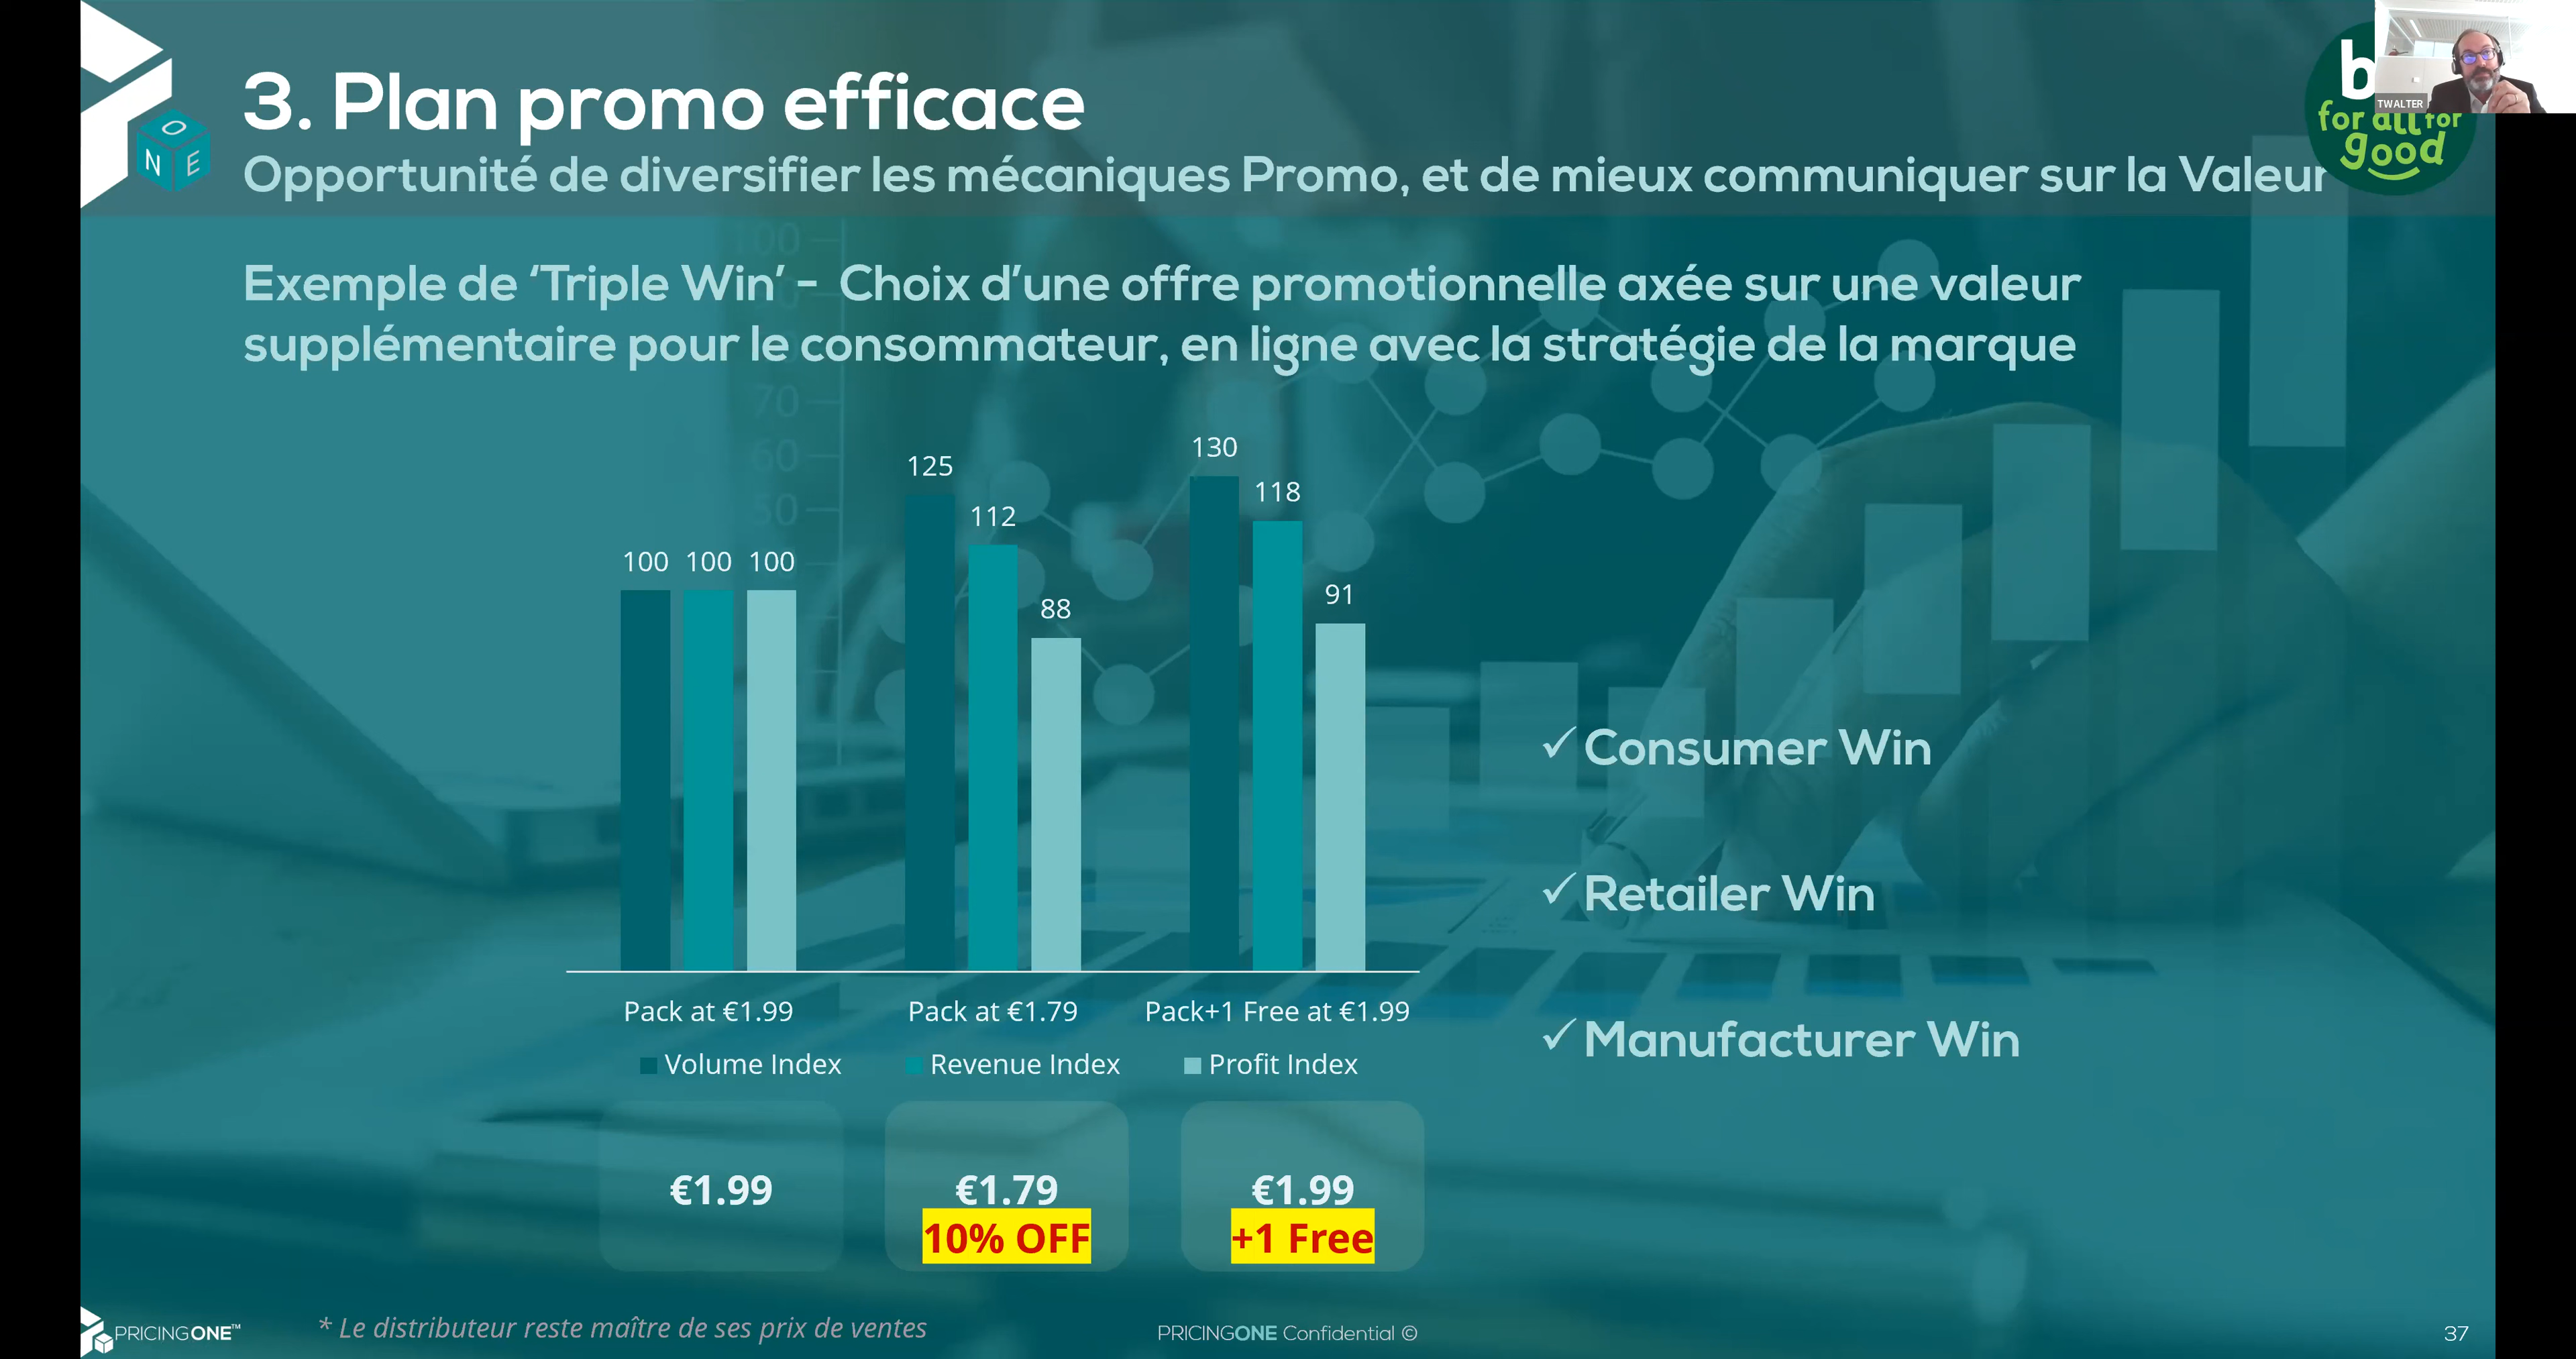 3. Plan promo efficace
Opportunité de diversifier les mécaniques Promo, et de mieux communiquer sur la Valeur
O
N E
b
for all for
good
TWALTER
Exemple de ‘Triple Win’ - Choix d’une offre promotionnelle axée sur une valeur
supplémentaire pour le consommateur, en ligne avec la stratégie de la marque
100
70
60
50
100 100 100
125
112
88
130
118
91
Pack at €1.99
Pack at €1.79
Pack+1 Free at €1.99
Volume Index
Revenue Index
Profit Index
✓ Consumer Win
✓ Retailer Win
✓ Manufacturer Win
€1.99
€1.79
10% OFF
€1.99
+1 Free
PRICINGONE™
* Le distributeur reste maître de ses prix de ventes
PRICINGONE Confidential ©
37